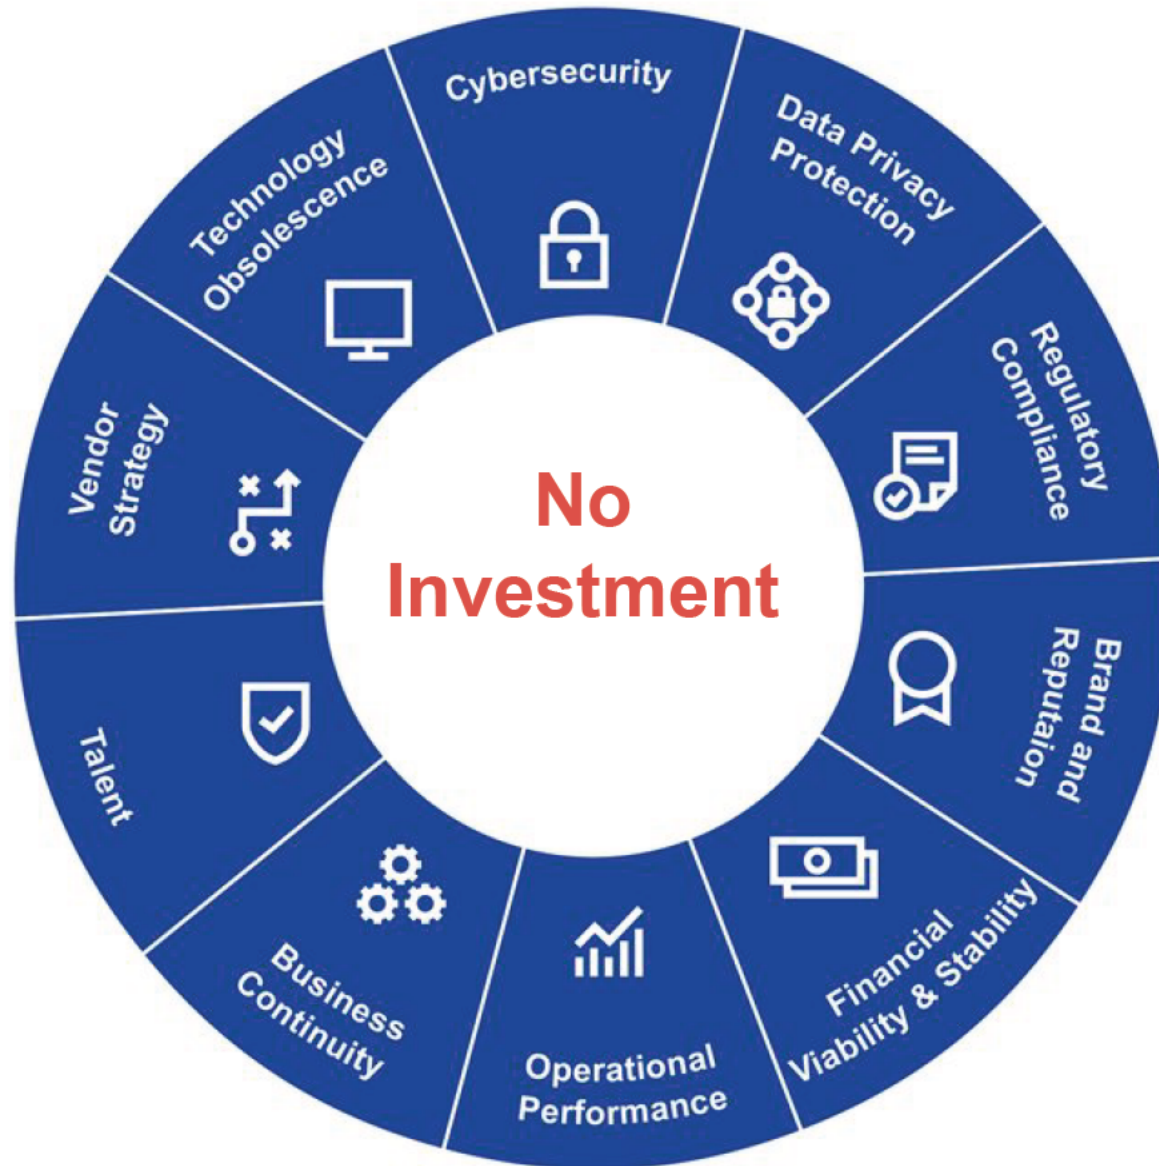 Cybersecurity
Data Privacy
Protection
Regulatory
Compliance
Brand and
Reputaion
Financial
Viability & Stability
Operational
Performance
Business
Continuity
Talent
Vendor
Strategy
Technology
Obsolescence
No
Investment